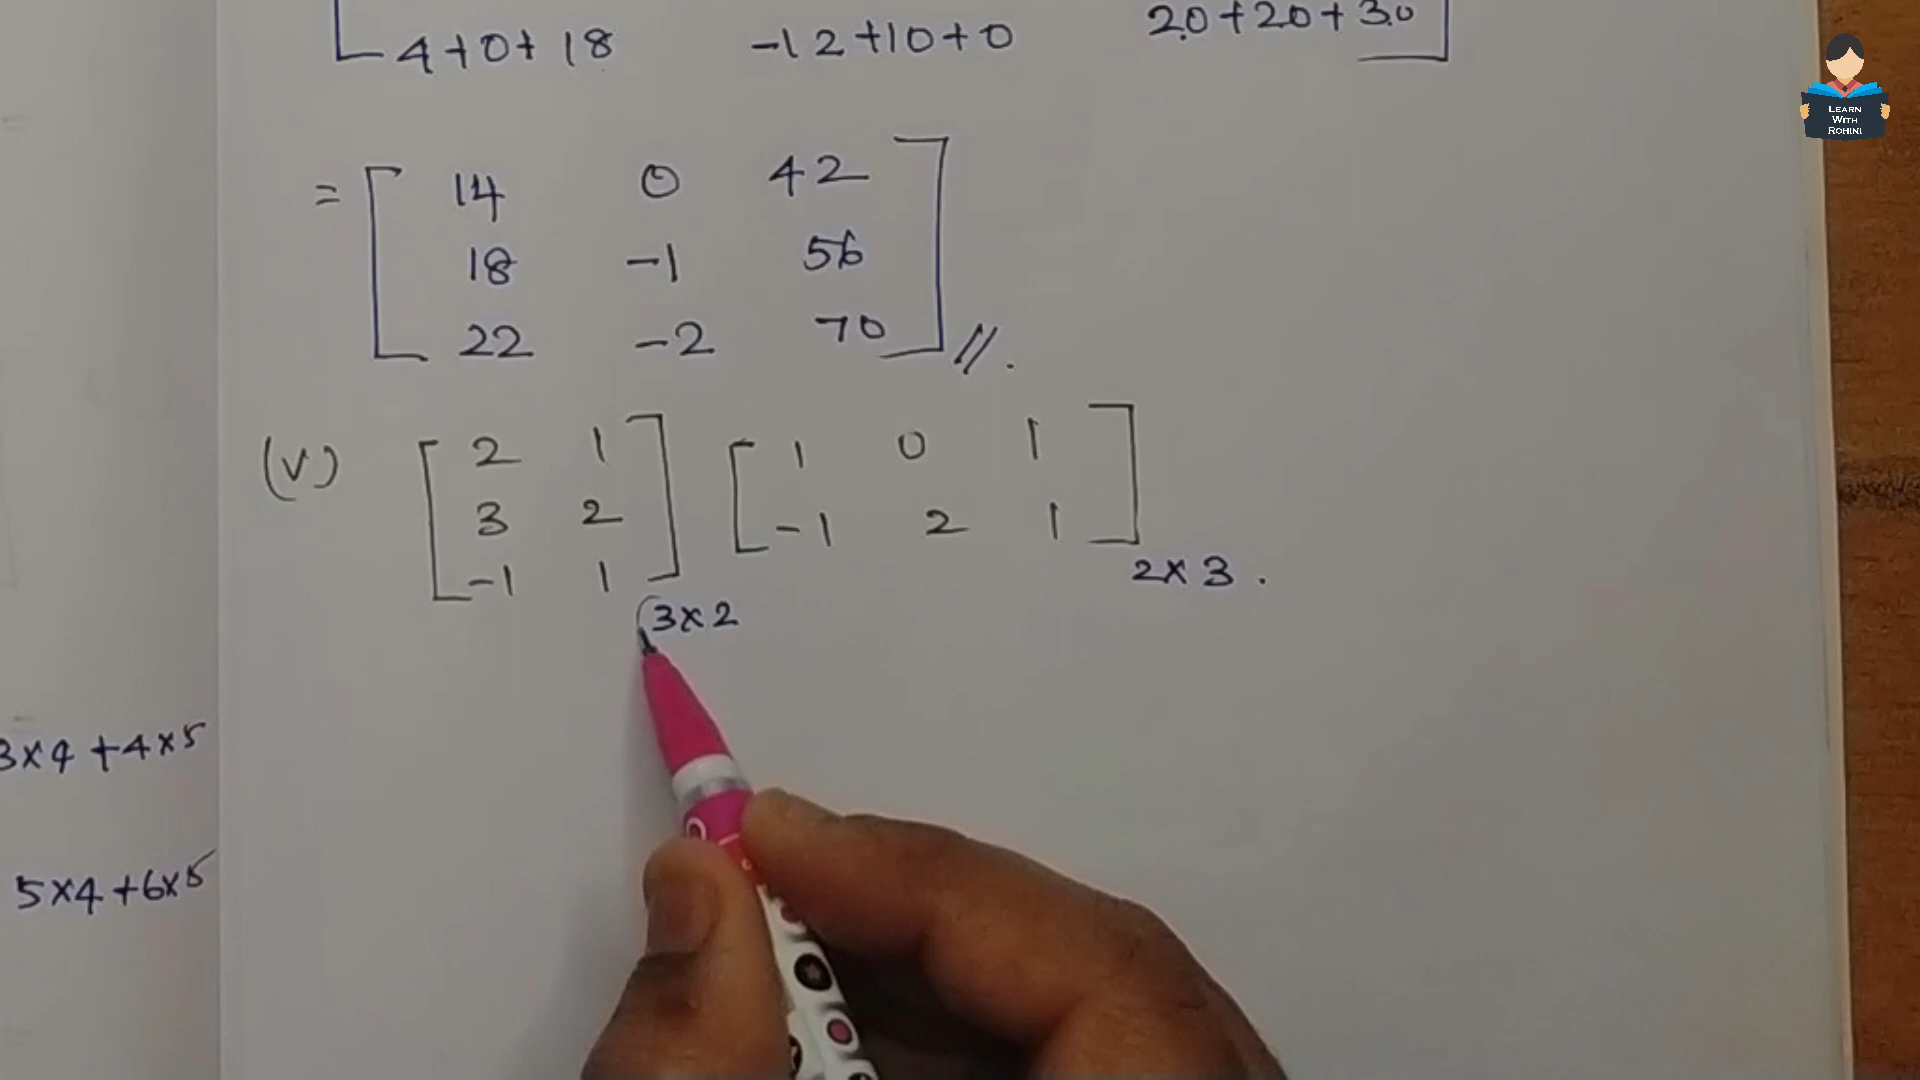 4+0+18 -12+10+0 20+20+30
LEARN
WITH
ROHINI
= [ 14 0 42
18 -1 56
22 -2 70 ] //.
(V) [ 2 1 ] [ 1 0 1 ]
3 2 -1 2 1
-1 1 2×3 .
3×2
3×4+4×5
5×4+6×5